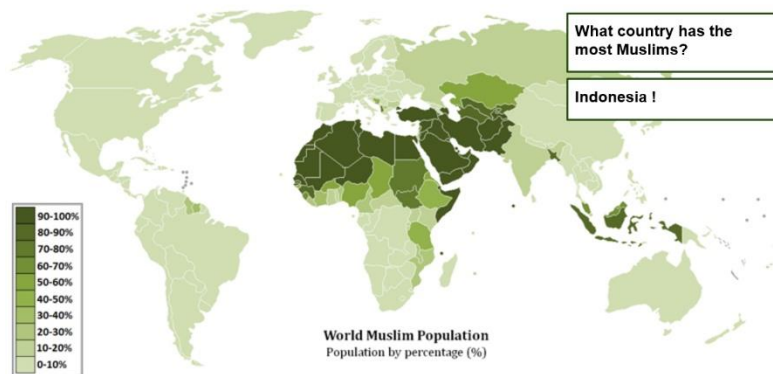 What country has the
most Muslims?
Indonesia !
90-100%
80-90%
70-80%
60-70%
50-60%
40-50%
30-40%
20-30%
10-20%
0-10%
World Muslim Population
Population by percentage (%)